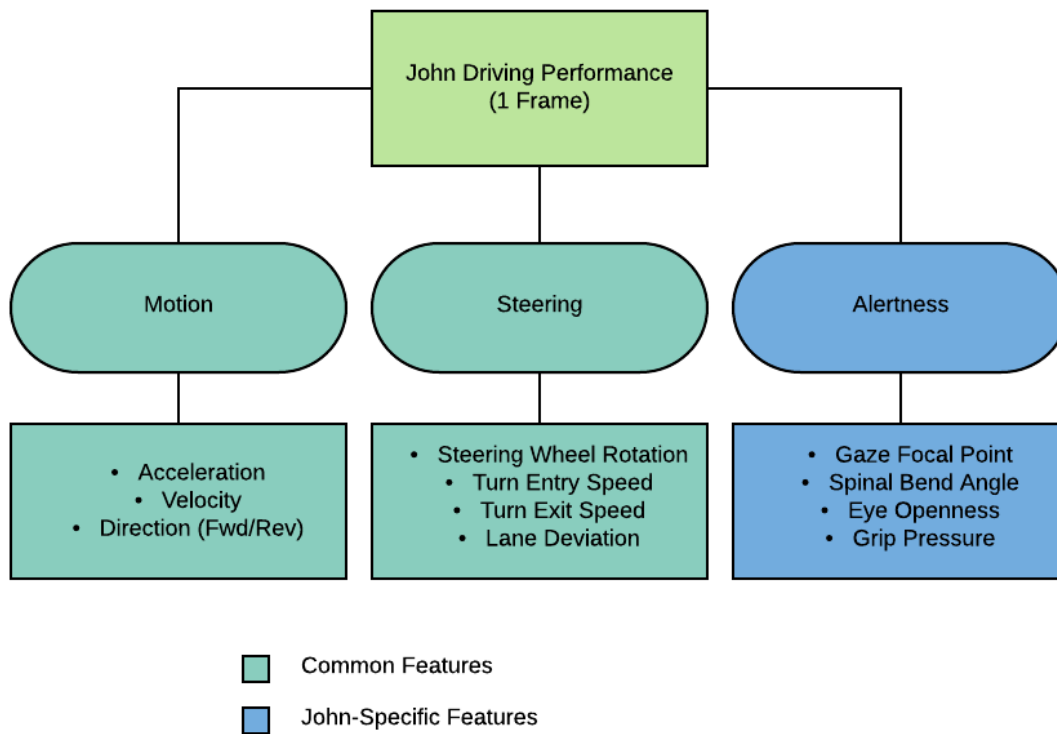 John Driving Performance
(1 Frame)
Motion
Steering
Alertness
• Acceleration
• Velocity
• Direction (Fwd/Rev)
• Steering Wheel Rotation
• Turn Entry Speed
• Turn Exit Speed
• Lane Deviation
• Gaze Focal Point
• Spinal Bend Angle
• Eye Openness
• Grip Pressure
Common Features
John-Specific Features